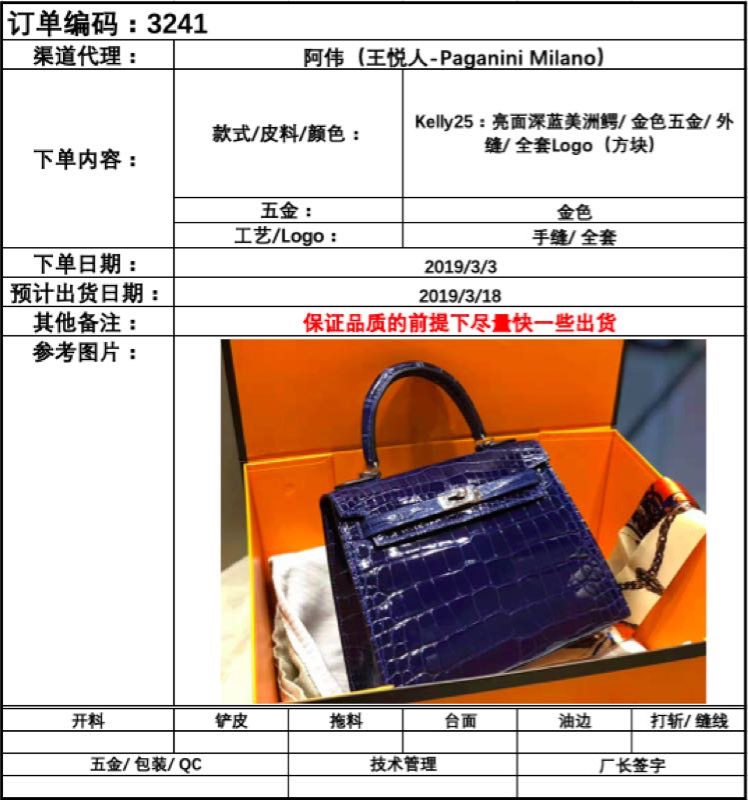 订单编码：3241
渠道代理：
阿伟（王悦人-Paganini Milano）
下单内容：
款式/皮料/颜色：
Kelly25：亮面深蓝美洲鳄/ 金色五金/ 外
缝/ 全套Logo（方块）
五金：
金色
工艺/Logo：
手缝/ 全套
下单日期：
2019/3/3
预计出货日期：
2019/3/18
其他备注：
保证品质的前提下尽量快一些出货
参考图片：
开料
铲皮
拖料
台面
油边
打斩/ 缝线
五金/ 包装/ QC
技术管理
厂长签字